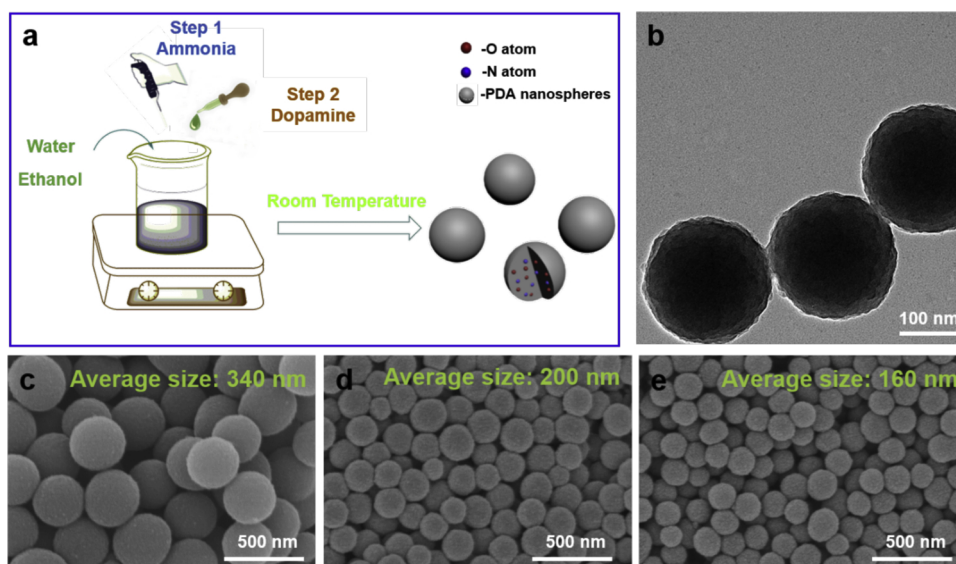 a
Step 1
Ammonia
Step 2
Dopamine
Water
Ethanol
Room Temperature
-O atom
-N atom
-PDA nanospheres
b
100 nm
c
Average size: 340 nm
500 nm
d
Average size: 200 nm
500 nm
e
Average size: 160 nm
500 nm